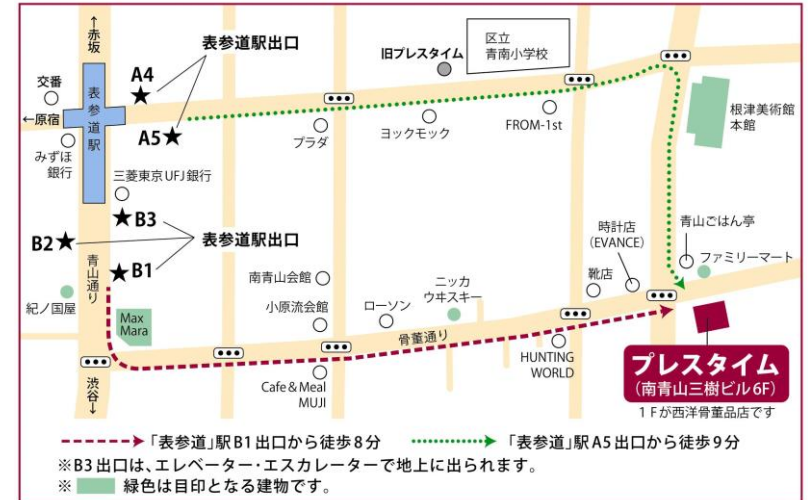 ↑赤坂
区立
青南小学校
表参道駅出口
旧プレスタイム
A4
交番
表参道駅
←原宿
A5
根津美術館
本館
みずほ
銀行
プラダ
ヨックモック
FROM-1st
三菱東京UFJ銀行
B3
B2
表参道駅出口
時計店
(EVANCE)
青山ごはん亭
ファミリーマート
B1
青山通り
南青山会館
ニッカ
ウヰスキー
靴店
紀ノ国屋
小原流会館
ローソン
Max
Mara
骨董通り
HUNTING
WORLD
プレスタイム
(南青山三樹ビル6F)
1Fが西洋骨董品店です
渋谷↓
Cafe&Meal
MUJI
「表参道」駅B1出口から徒歩8分
「表参道」駅A5出口から徒歩9分
※B3出口は、エレベーター・エスカレーターで地上に出られます。
※ 緑色は目印となる建物です。